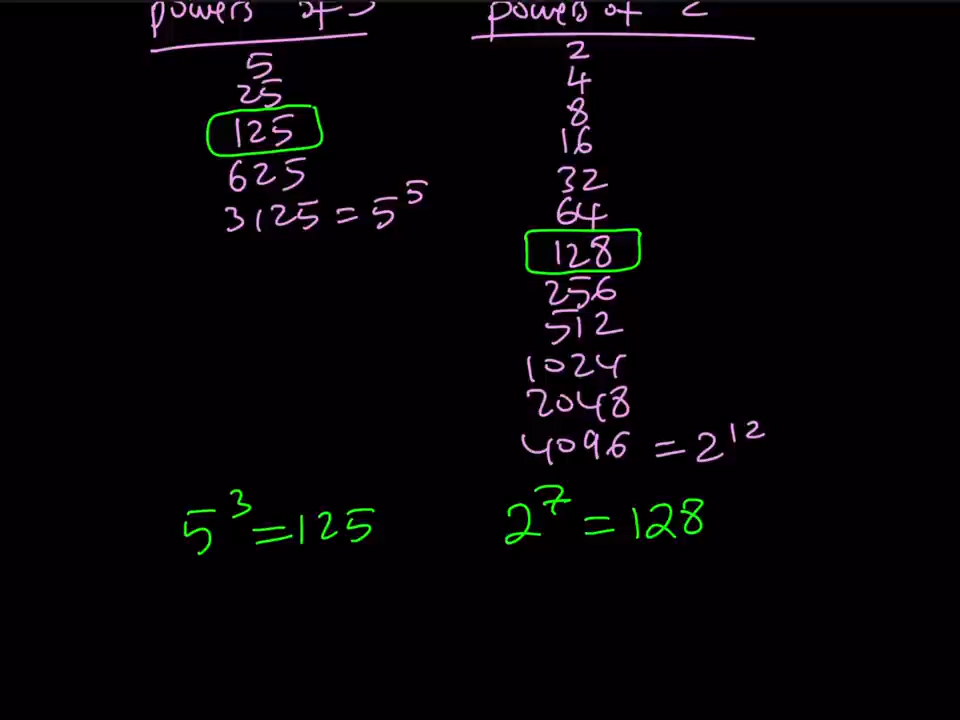 powers of 5
5
25
125
625
3125 = 5^5
powers of 2
2
4
8
16
32
64
128
256
512
1024
2048
4096 = 2^12
5^3 = 125
2^7 = 128